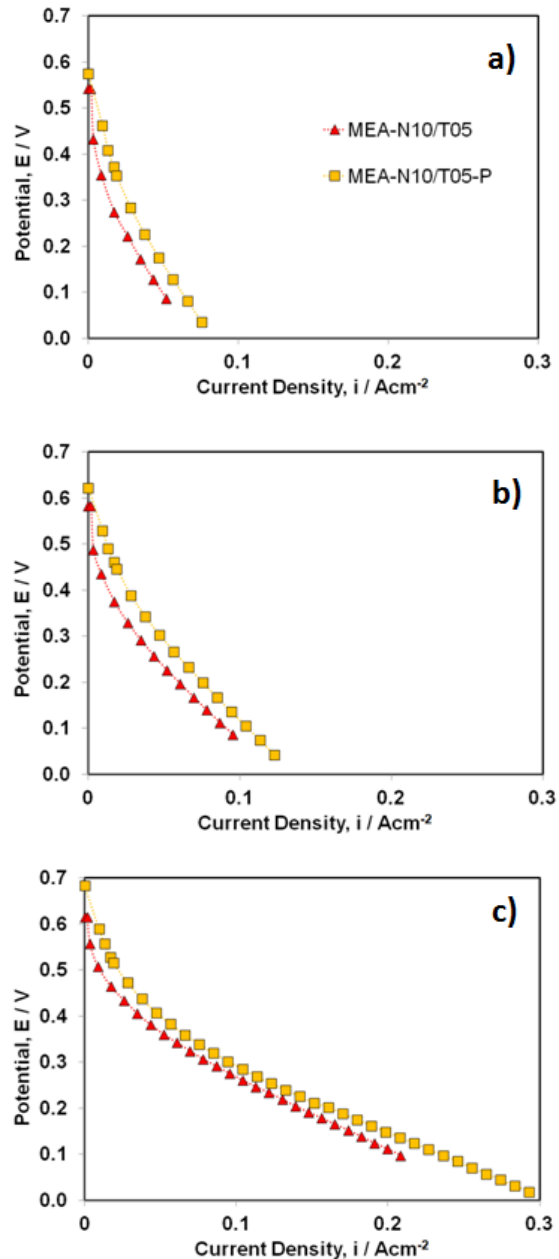 a)
0.7
0.6
0.5
0.4
0.3
0.2
0.1
0.0
Potential, E / V
MEA-N10/T05
MEA-N10/T05-P
0 0.1 0.2 0.3
Current Density, i / Acm-2
b)
0.7
0.6
0.5
0.4
0.3
0.2
0.1
0.0
Potential, E / V
0 0.1 0.2 0.3
Current Density, i / Acm-2
c)
0.7
0.6
0.5
0.4
0.3
0.2
0.1
0.0
Potential, E / V
0 0.1 0.2 0.3
Current Density, i / Acm-2